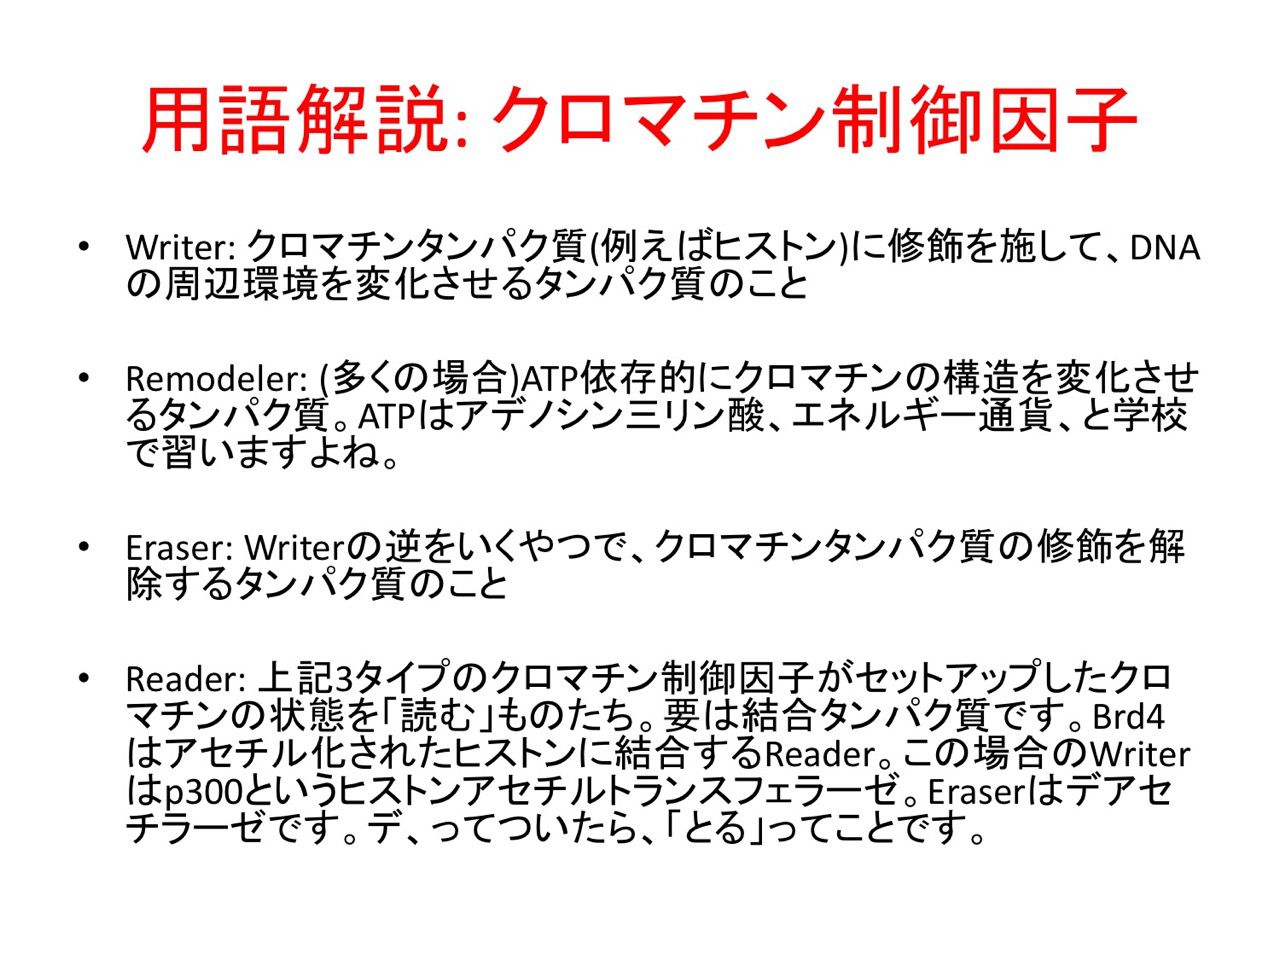 用語解説: クロマチン制御因子
• Writer: クロマチンタンパク質(例えばヒストン)に修飾を施して、DNA
の周辺環境を変化させるタンパク質のこと
• Remodeler: (多くの場合)ATP依存的にクロマチンの構造を変化させ
るタンパク質。ATPはアデノシン三リン酸、エネルギー通貨、と学校
で習いますよね。
• Eraser: Writerの逆をいくやつで、クロマチンタンパク質の修飾を解
除するタンパク質のこと
• Reader: 上記3タイプのクロマチン制御因子がセットアップしたクロ
マチンの状態を「読む」ものたち。要は結合タンパク質です。Brd4
はアセチル化されたヒストンに結合するReader。この場合のWriter
はp300というヒストンアセチルトランスフェラーゼ。Eraserはデアセ
チラーゼです。デ、ってついたら、「とる」ってことです。